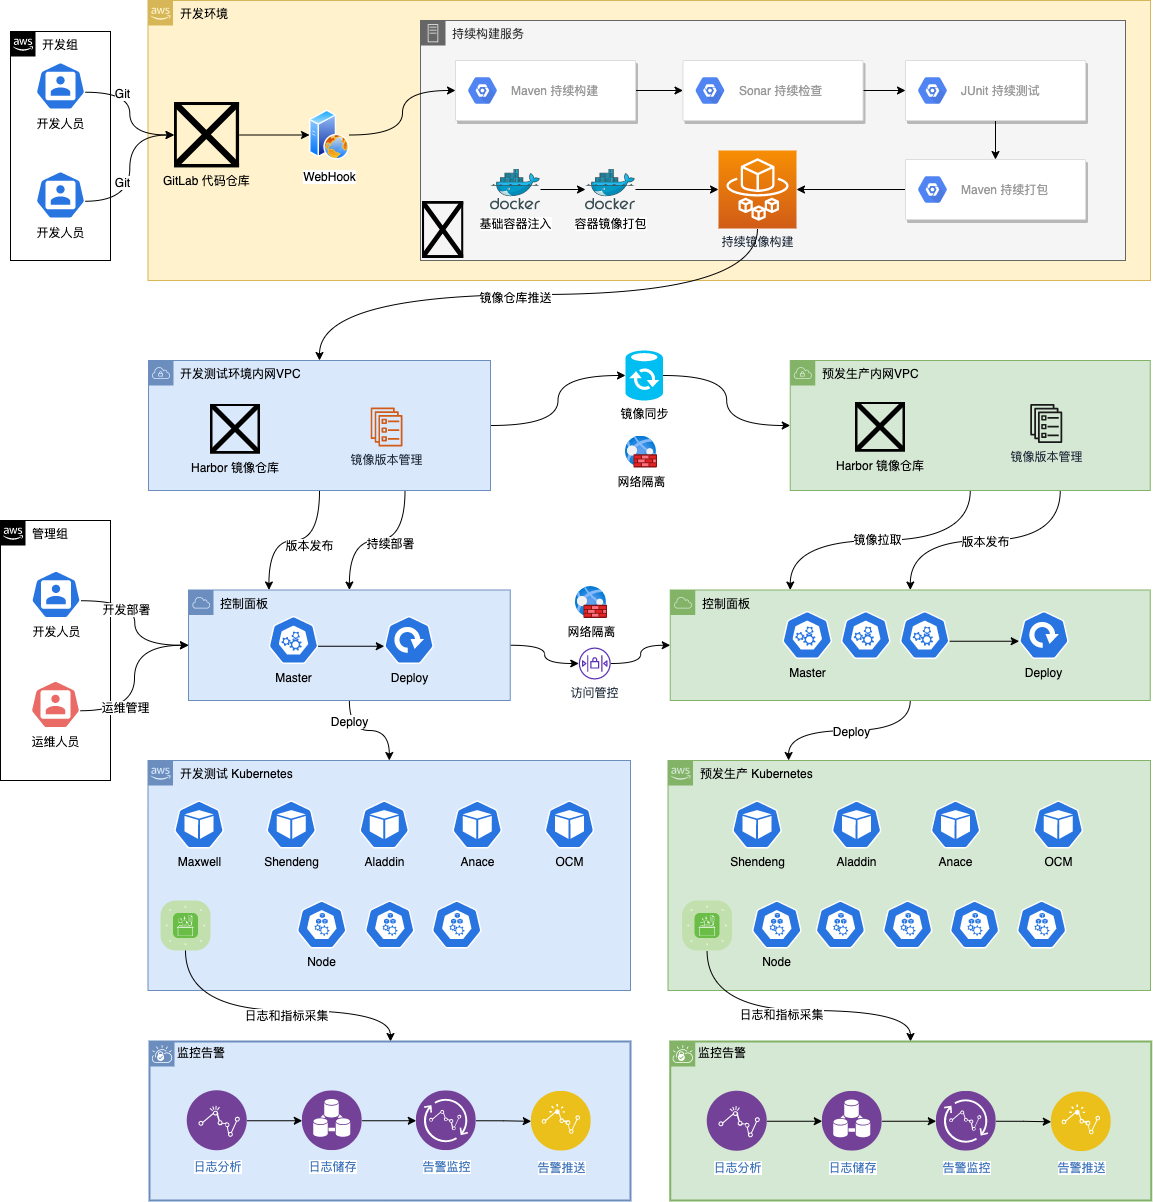 aws
开发环境
aws
开发组
开发人员
Git
开发人员
Git
GitLab 代码仓库
WebHook
持续构建服务
Maven 持续构建
Sonar 持续检查
JUnit 持续测试
Maven 持续打包
docker
基础容器注入
docker
容器镜像打包
持续镜像构建
镜像仓库推送
开发测试环境内网VPC
Harbor 镜像仓库
镜像版本管理
镜像同步
网络隔离
预发生产内网VPC
Harbor 镜像仓库
镜像版本管理
aws
管理组
开发人员
开发部署
运维人员
运维管理
版本发布
持续部署
镜像拉取
版本发布
控制面板
Master
Deploy
网络隔离
访问管控
控制面板
Master
Deploy
Deploy
Deploy
aws
开发测试 Kubernetes
Maxwell
Shendeng
Aladdin
Anace
OCM
Node
aws
预发生产 Kubernetes
Shendeng
Aladdin
Anace
OCM
Node
日志和指标采集
日志和指标采集
监控告警
日志分析
日志储存
告警监控
告警推送
监控告警
日志分析
日志储存
告警监控
告警推送